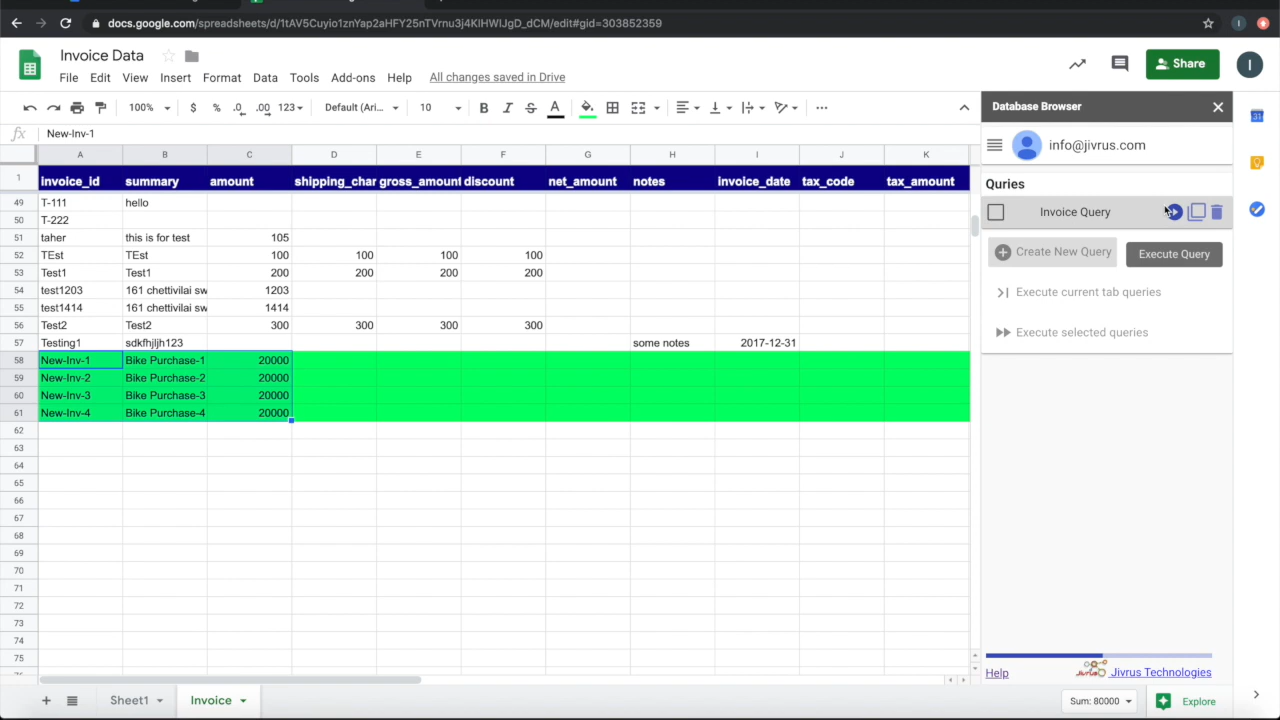 docs.google.com/spreadsheets/d/1tAV5Cuyio1znYap2aHFY25nTVrnu3j4KIHWIJgD_dCM/edit#gid=303852359
I
Invoice Data
File Edit View Insert Format Data Tools Add-ons Help All changes saved in Drive
Share
I
100% $ % .0 .00 123 Default (Ari... 10 B I S A
fx New-Inv-1
A B C D E F G H I J K
1 invoice_id summary amount shipping_char gross_amount discount net_amount notes invoice_date tax_code tax_amount
49 T-111 hello
50 T-222
51 taher this is for test 105
52 TEst TEst 100 100 100 100
53 Test1 Test1 200 200 200 200
54 test1203 161 chettivilai sw 1203
55 test1414 161 chettivilai sw 1414
56 Test2 Test2 300 300 300 300
57 Testing1 sdkfhjljh123 some notes 2017-12-31
58 New-Inv-1 Bike Purchase-1 20000
59 New-Inv-2 Bike Purchase-2 20000
60 New-Inv-3 Bike Purchase-3 20000
61 New-Inv-4 Bike Purchase-4 20000
62
63
64
65
66
67
68
69
70
71
72
73
74
75
Sheet1 Invoice
Sum: 80000 Explore
Database Browser
info@jivrus.com
Quries
Invoice Query
Create New Query Execute Query
Execute current tab queries
Execute selected queries
Help Jivrus Technologies
31